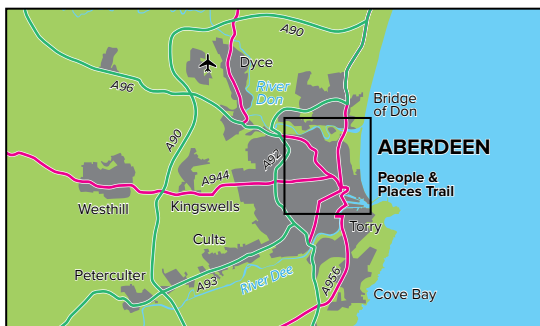 A90
Dyce
A96
River
Don
Bridge
of Don
A90
A92
ABERDEEN
A944
People &
Places Trail
Westhill
Kingswells
Torry
Cults
Peterculter
A93
River Dee
A956
Cove Bay